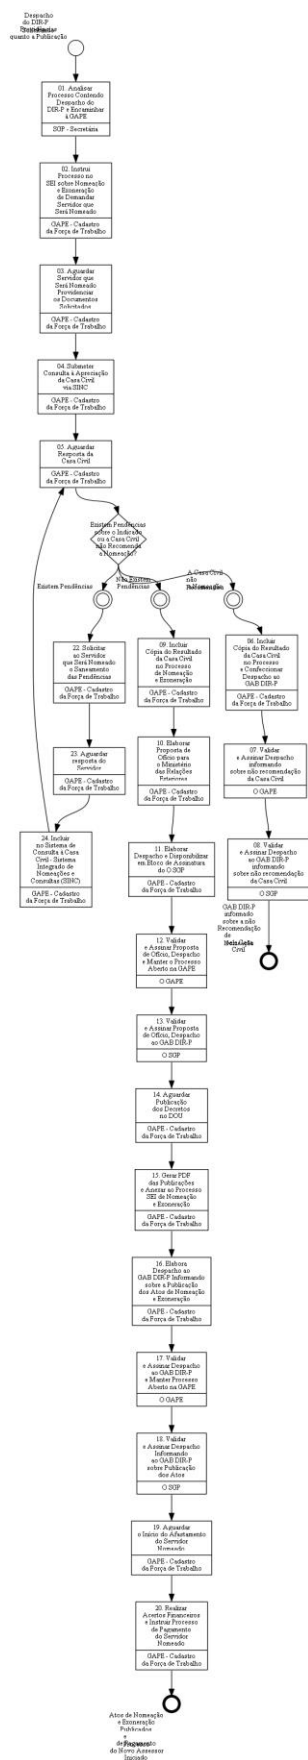 Despacho
do DIR-P
quanto a Publicação
01. Analisar
Processo Contendo
Despacho do
DIR-P e Encaminhar
à GAPE
SGP - Secretária
02. Instrui
Processo no
SEI sobre Nomeação
e Exoneração
de Demandar
Servidor que
Será Nomeado
GAPE - Cadastro
da Força de Trabalho
03. Aguardar
Servidor que
Será Nomeado
Providenciar
os Documentos
Solicitados
GAPE - Cadastro
da Força de Trabalho
04. Submeter
Consulta à Apreciação
da Casa Civil
via SINC
GAPE - Cadastro
da Força de Trabalho
05. Aguardar
Resposta da
Casa Civil
GAPE - Cadastro
da Força de Trabalho
Existem Pendências
sobre o Indicado
ou a Casa Civil
não Recomenda
a Nomeação?
Existem Pendências
Não Existem
Pendências
A Casa Civil
não
22. Solicitar
ao Servidor
que Será Nomeado
o Saneamento
das Pendências
GAPE - Cadastro
da Força de Trabalho
23. Aguardar
resposta do
Servidor
GAPE - Cadastro
da Força de Trabalho
24. Incluir
no Sistema de
Consulta à Casa
Civil - Sistema
Integrado de
Nomeações e
Consultas (SINC)
GAPE - Cadastro
da Força de Trabalho
09. Incluir
Cópia do Resultado
da Casa Civil
no Processo
de Nomeação
e Exoneração
GAPE - Cadastro
da Força de Trabalho
10. Elaborar
Proposta de
Ofício para
o Ministério
das Relações
Exteriores
GAPE - Cadastro
da Força de Trabalho
11. Elaborar
Despacho e Disponibilizar
em Bloco de Assinatura
do O SGP
GAPE - Cadastro
da Força de Trabalho
12. Validar
e Assinar Proposta
de Ofício, Despacho
e Manter o Processo
Aberto na GAPE
O GAPE
13. Validar
e Assinar Proposta
de Ofício, Despacho
ao GAB DIR-P
O SGP
14. Aguardar
Publicação
dos Decretos
no DOU
GAPE - Cadastro
da Força de Trabalho
15. Gerar PDF
das Publicações
e Anexar ao Processo
SEI de Nomeação
e Exoneração
GAPE - Cadastro
da Força de Trabalho
16. Elabora
Despacho ao
GAB DIR-P Informando
sobre a Publicação
dos Atos de Nomeação
e Exoneração
GAPE - Cadastro
da Força de Trabalho
17. Validar
e Assinar Despacho
ao GAB DIR-P
e Manter Processo
Aberto na GAPE
O GAPE
18. Validar
e Assinar Despacho
Informando
ao GAB DIR-P
sobre Publicação
dos Atos
O SGP
19. Aguardar
o Início do Afastamento
do Servidor
Nomeado
GAPE - Cadastro
da Força de Trabalho
20. Realizar
Acertos Financeiros
e Instruir Processo
de Pagamento
do Servidor
Nomeado
GAPE - Cadastro
da Força de Trabalho
Atos de Nomeação
e Exoneração
Publicados
e
do Novo Assessor
Iniciado
06. Incluir
Cópia do Resultado
da Casa Civil
no Processo
e Confeccionar
Despacho ao
GAB DIR-P
GAPE - Cadastro
da Força de Trabalho
07. Validar
e Assinar Despacho
informando
sobre não recomendação
da Casa Civil
O GAPE
08. Validar
e Assinar Despacho
ao GAB DIR-P
informando
sobre não recomendação
da Casa Civil
O SGP
GAB DIR-P
informado
sobre a não
Recomendação
de
Civil